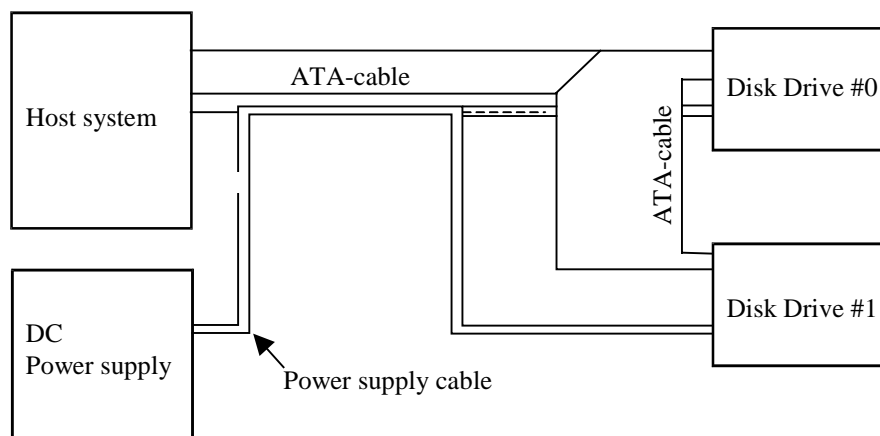 Host system
ATA-cable
Disk Drive #0
ATA-cable
Disk Drive #1
DC
Power supply
Power supply cable